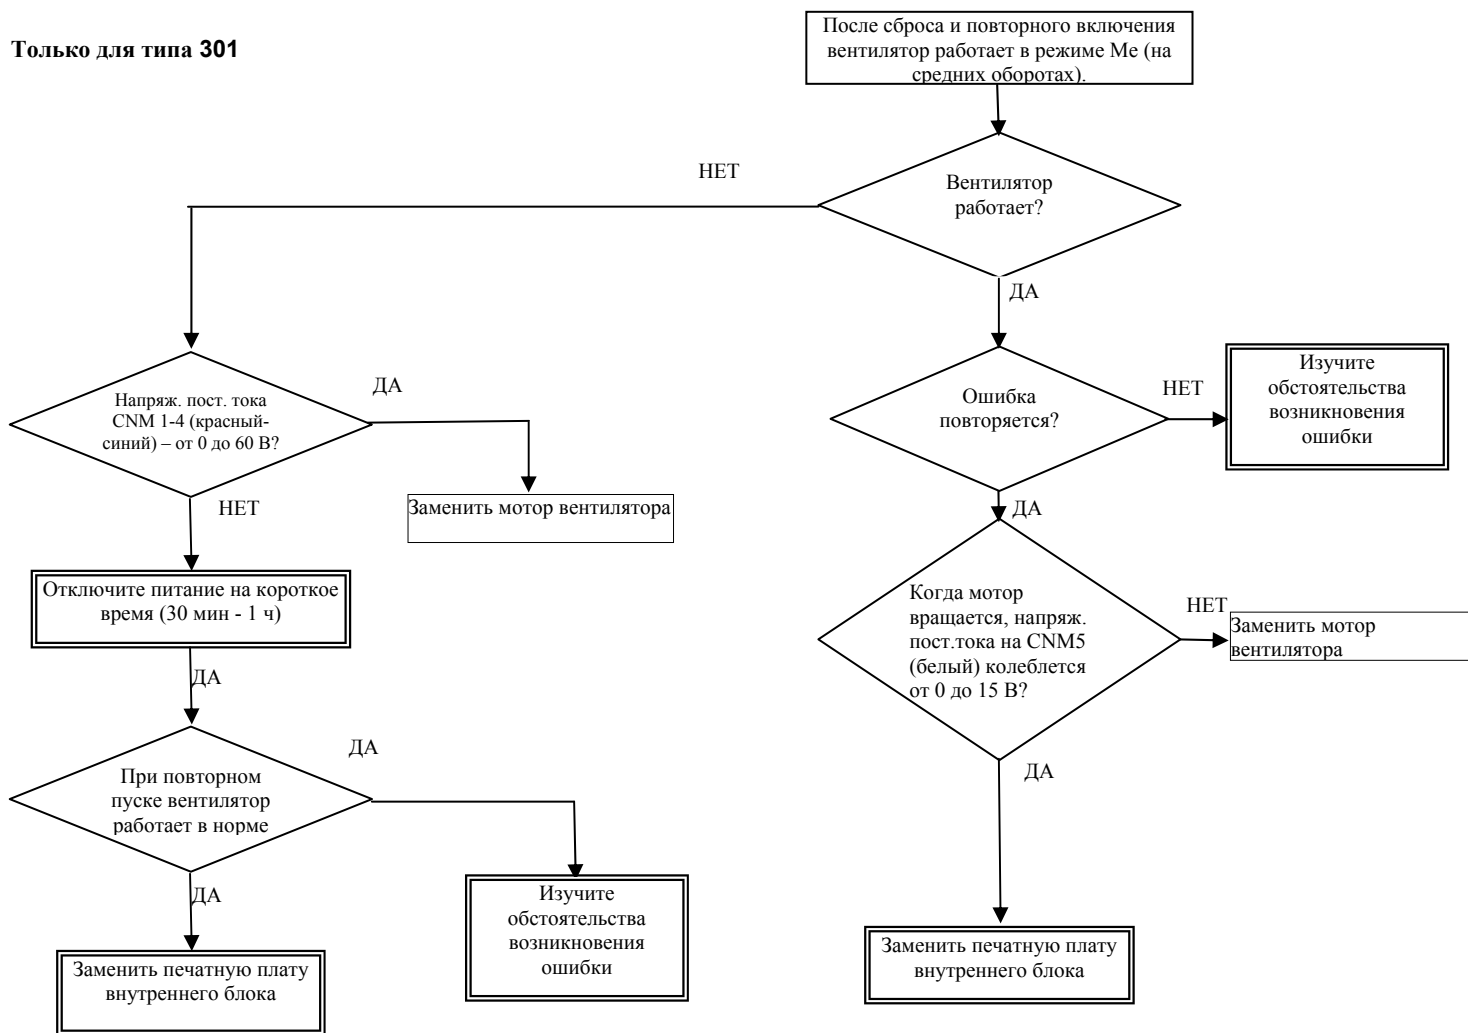 Только для типа 301
После сброса и повторного включения
вентилятор работает в режиме Me (на
средних оборотах).
НЕТ
Вентилятор
работает?
ДА
Напряж. пост. тока
CNM 1-4 (красный-
синий) – от 0 до 60 В?
ДА
НЕТ
Заменить мотор вентилятора
Ошибка
повторяется?
НЕТ
Изучите
обстоятельства
возникновения
ошибки
ДА
Отключите питание на короткое
время (30 мин - 1 ч)
ДА
Когда мотор
вращается, напряж.
пост.тока на CNM5
(белый) колеблется
от 0 до 15 В?
НЕТ
Заменить мотор
вентилятора
ДА
При повторном
пуске вентилятор
работает в норме
ДА
ДА
Изучите
обстоятельства
возникновения
ошибки
Заменить печатную плату
внутреннего блока
Заменить печатную плату
внутреннего блока